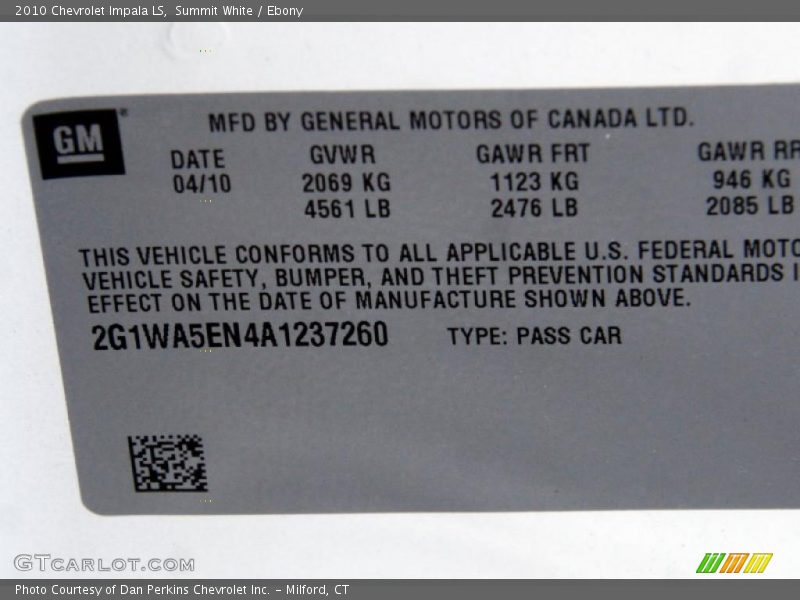 2010 Chevrolet Impala LS, Summit White / Ebony
GM
®
MFD BY GENERAL MOTORS OF CANADA LTD.
DATE GVWR GAWR FRT GAWR RR
04/10 2069 KG 1123 KG 946 KG
4561 LB 2476 LB 2085 LB
THIS VEHICLE CONFORMS TO ALL APPLICABLE U.S. FEDERAL MOTO
VEHICLE SAFETY, BUMPER, AND THEFT PREVENTION STANDARDS I
EFFECT ON THE DATE OF MANUFACTURE SHOWN ABOVE.
2G1WA5EN4A1237260 TYPE: PASS CAR
GTCARLOT.COM
Photo Courtesy of Dan Perkins Chevrolet Inc. - Milford, CT